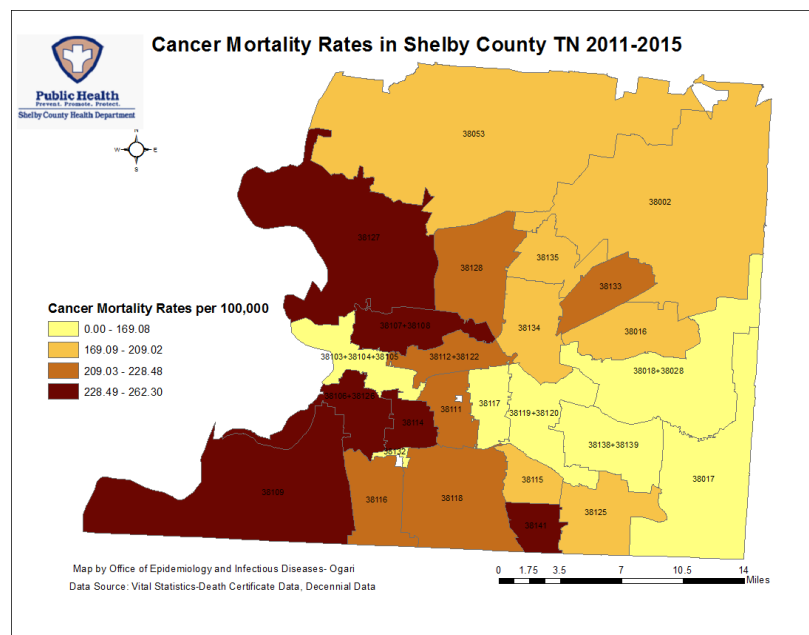 Cancer Mortality Rates in Shelby County TN 2011-2015
Public Health
Prevent. Promote. Protect.
Shelby County Health Department
N
W
E
S
38053
38002
38127
38128
38135
38133
38134
38016
Cancer Mortality Rates per 100,000
0.00 - 169.08
169.09 - 209.02
209.03 - 228.48
228.49 - 262.30
38107+38108
38103+38104+38105
38112+38122
38018+38028
38111
38117
38119+38120
38114
38138+38139
38017
38109
38116
38118
38115
38125
38141
Map by Office of Epidemiology and Infectious Diseases- Ogari
Data Source: Vital Statistics-Death Certificate Data, Decennial Data
0 1.75 3.5 7 10.5 14
Miles